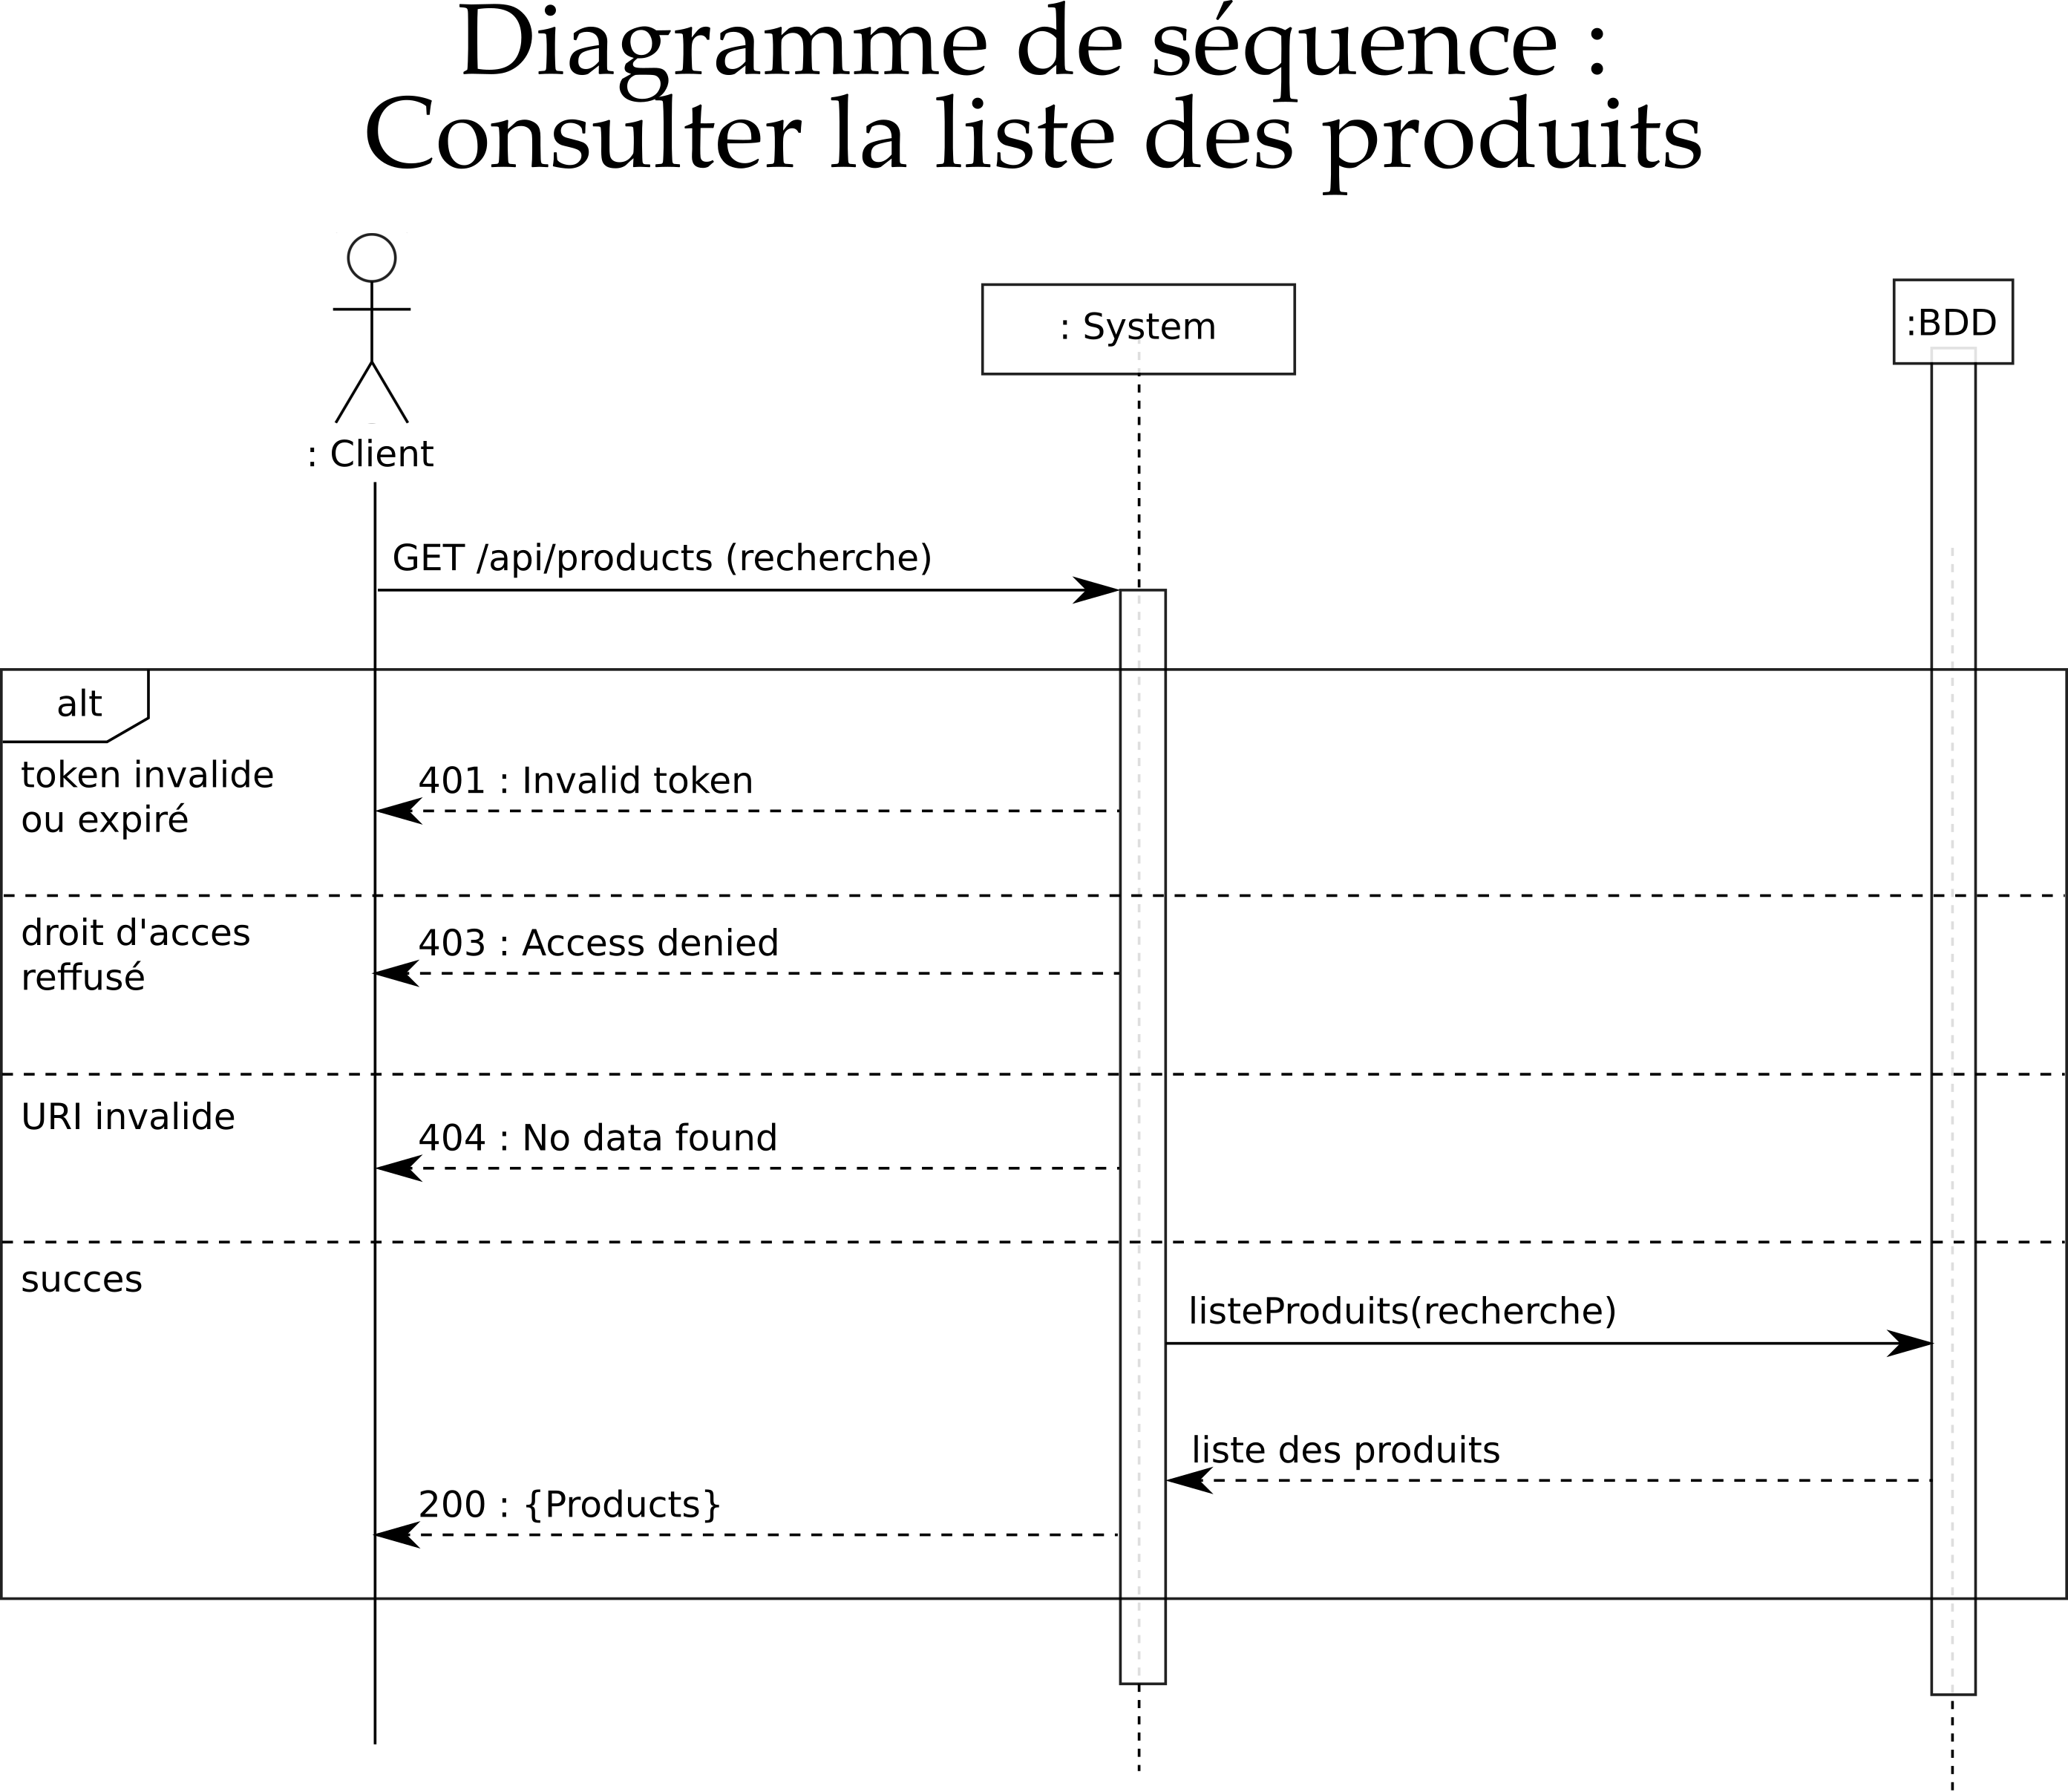 Diagramme de séquence :
Consulter la liste des produits
: Client
: System
:BDD
GET /api/products (recherche)
alt
token invalide
ou expiré
401 : Invalid token
droit d'acces
reffusé
403 : Access denied
URI invalide
404 : No data found
succes
listeProduits(recherche)
liste des produits
200 : {Products}